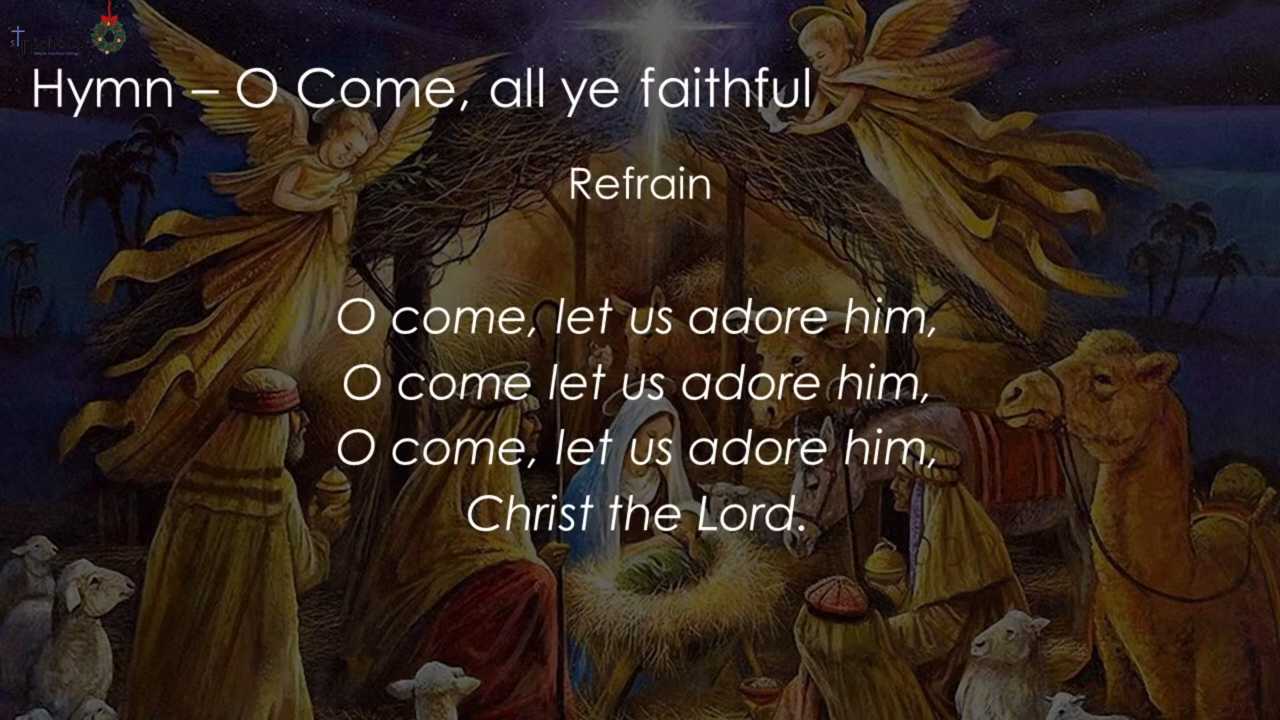 Hymn – O Come, all ye faithful
Refrain
O come, let us adore him,
O come let us adore him,
O come, let us adore him,
Christ the Lord.